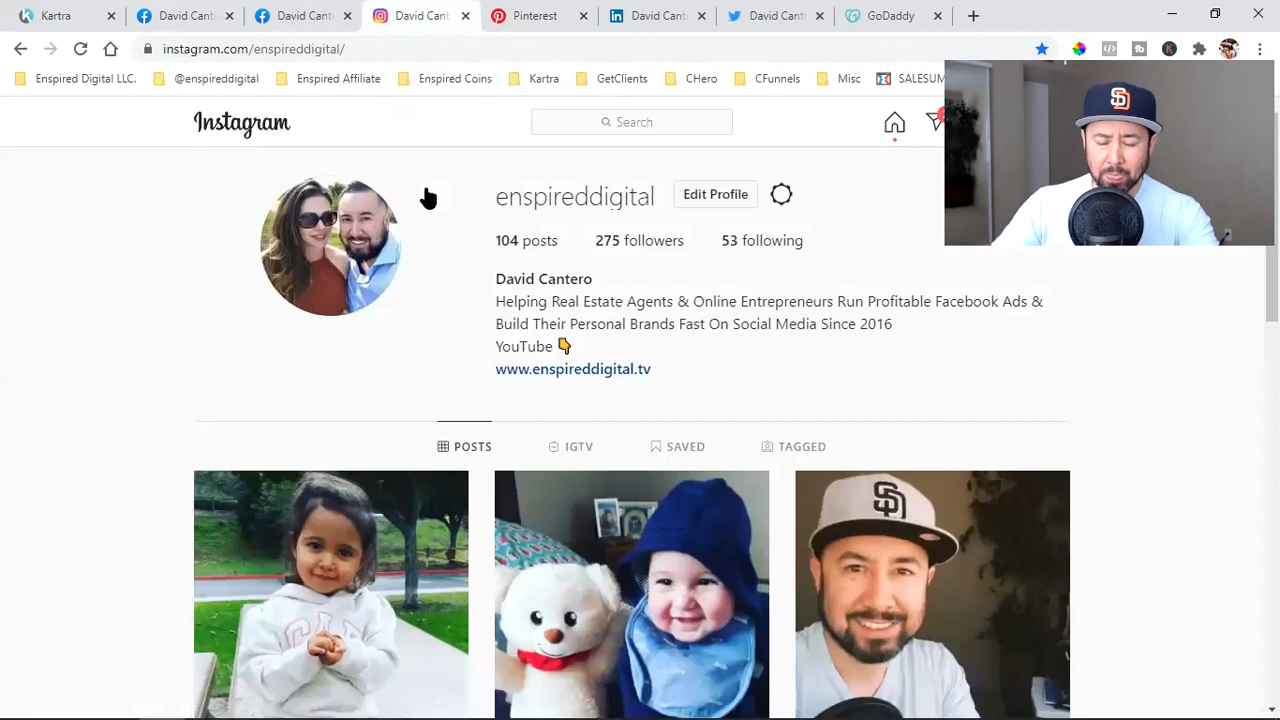 Kartra
David Cant
David Cant
David Cant
Pinterest
David Cant
David Cant
GoDaddy
instagram.com/enspireddigital/
Enspired Digital LLC.
@enspireddigital
Enspired Affiliate
Enspired Coins
Kartra
GetClients
CHero
CFunnels
Misc
SALESUM
Instagram
Search
SD
enspireddigital
Edit Profile
104 posts
275 followers
53 following
David Cantero
Helping Real Estate Agents & Online Entrepreneurs Run Profitable Facebook Ads &
Build Their Personal Brands Fast On Social Media Since 2016
YouTube 👇
www.enspireddigital.tv
POSTS
IGTV
SAVED
TAGGED
GAP
SD